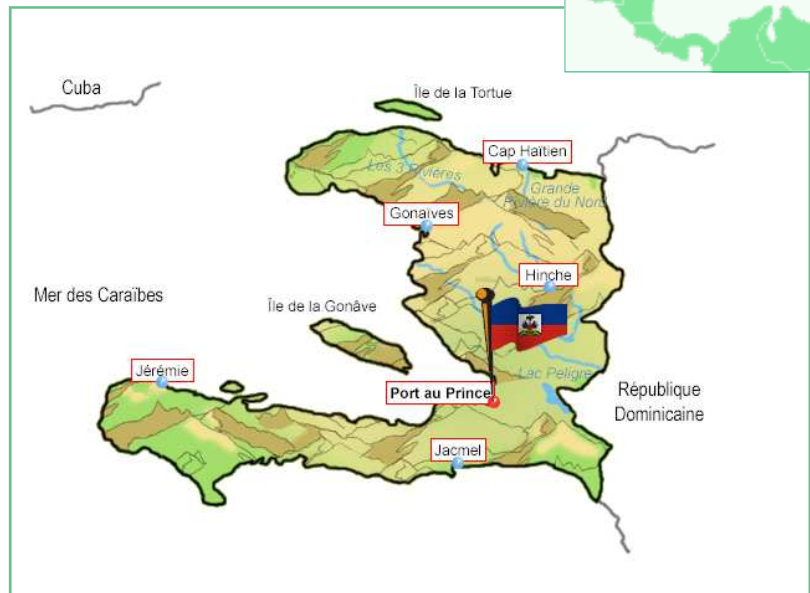 Cuba
Île de la Tortue
Cap Haïtien
Les 3 Rivières
Grande
Rivière du Nord
Gonaïves
Hinche
Mer des Caraïbes
Île de la Gonâve
Jérémie
Lac Peligre
Port au Prince
République
Dominicaine
Jacmel